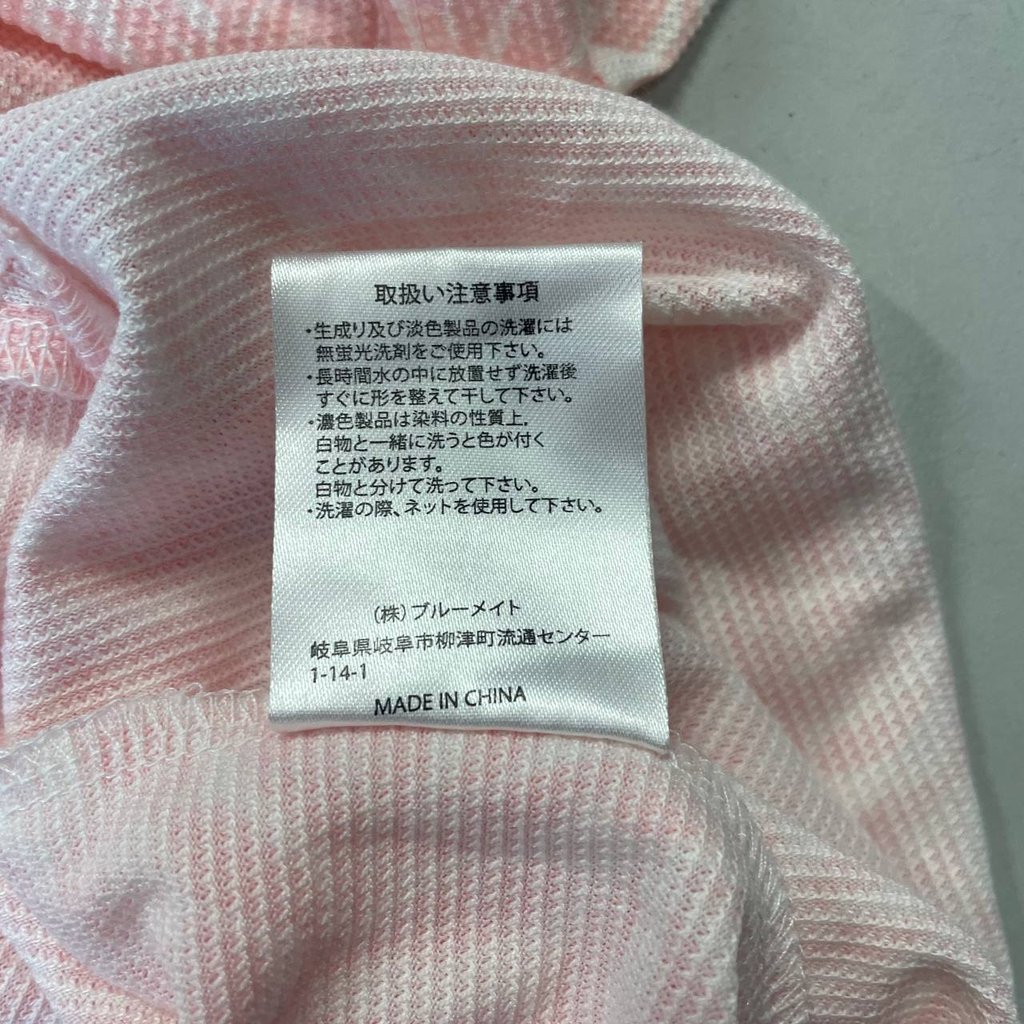 取扱い注意事項
・生成り及び淡色製品の洗濯には
無蛍光洗剤をご使用下さい。
・長時間水の中に放置せず洗濯後
すぐに形を整えて干して下さい。
・濃色製品は染料の性質上.
白物と一緒に洗うと色が付く
ことがあります。
白物と分けて洗って下さい。
・洗濯の際、ネットを使用して下さい。
(株)ブルーメイト
岐阜県岐阜市柳津町流通センター
1-14-1
MADE IN CHINA